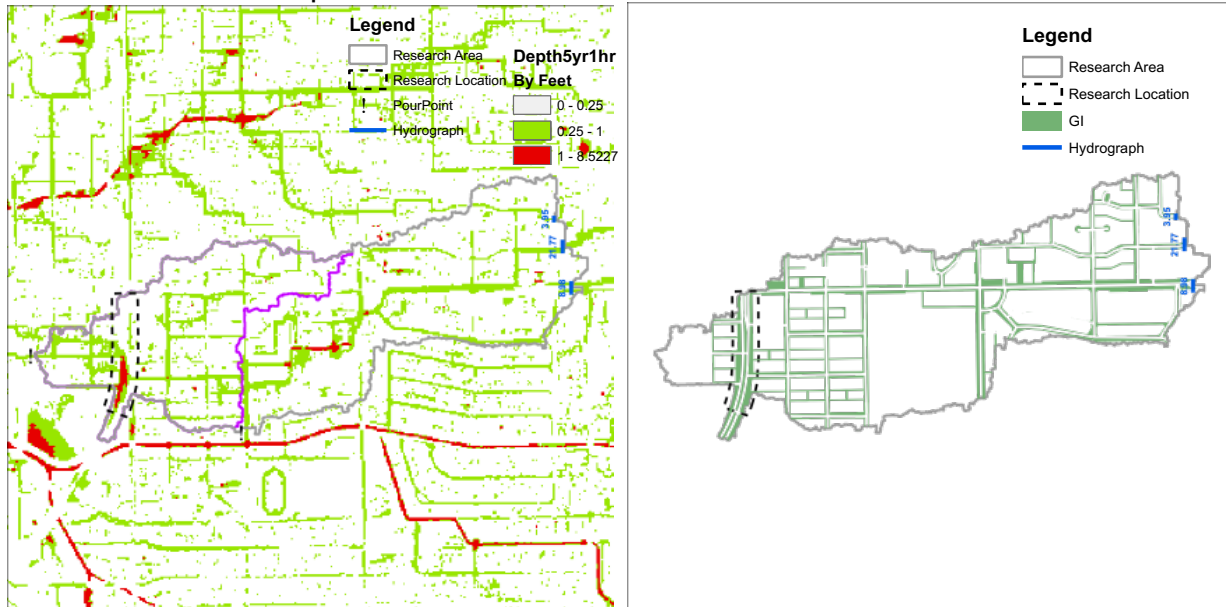 Legend
Research Area
Research Location
PourPoint
Hydrograph
Depth5yr1hr
By Feet
0 - 0.25
0.25 - 1
1 - 8.5227
3.95
21.77
Legend
Research Area
Research Location
GI
Hydrograph
3.95
21.77